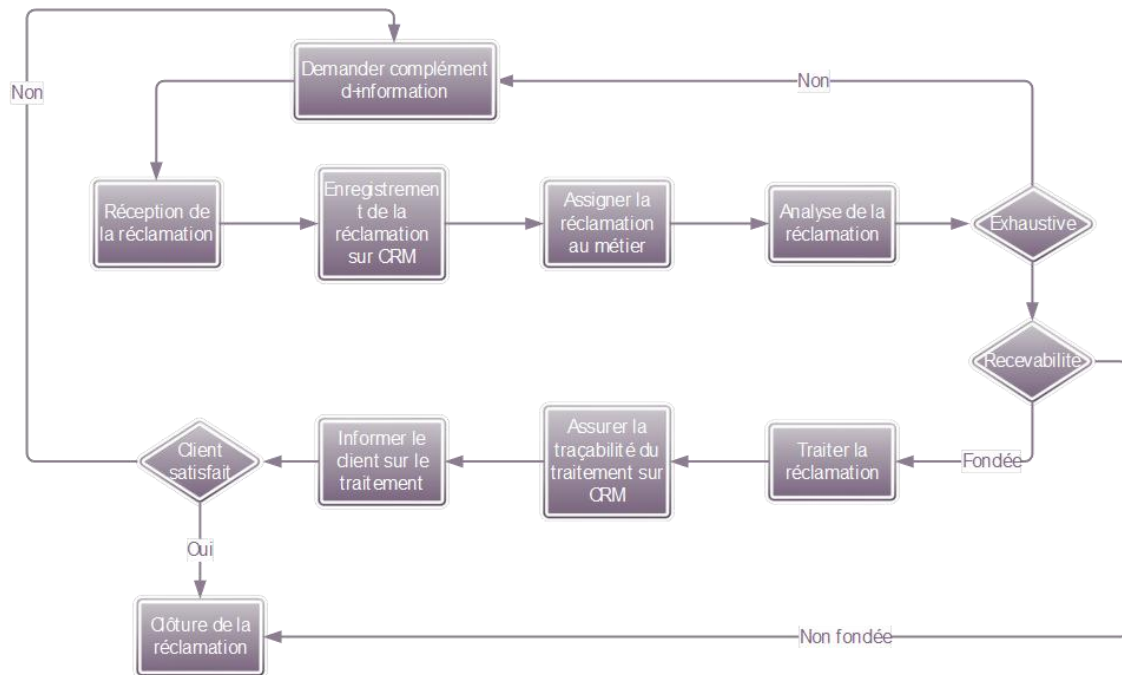 Demander complément
d+information
Non
Non
Réception de
la réclamation
Enregistremen
t de la
réclamation
sur CRM
Assigner la
réclamation
au métier
Analyse de la
réclamation
Exhaustive
Recevabilité
Client
satisfait
Informer le
client sur le
traitement
Assurer la
traçabilité du
traitement sur
CRM
Traiter la
réclamation
Fondée
Oui
Clôture de la
réclamation
Non fondée